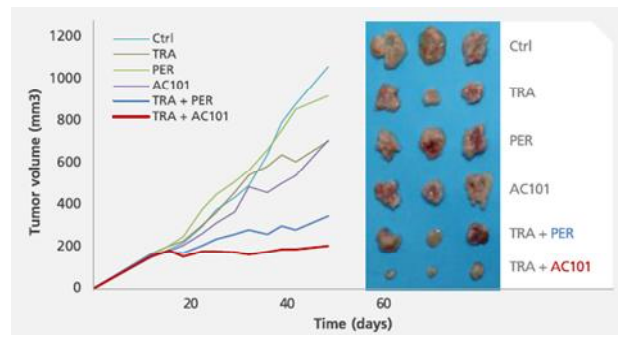 1200
1000
800
600
400
200
0
Tumor volume (mm3)
Ctrl
TRA
PER
AC101
TRA + PER
TRA + AC101
20
40
60
Time (days)
Ctrl
TRA
PER
AC101
TRA + PER
TRA + AC101